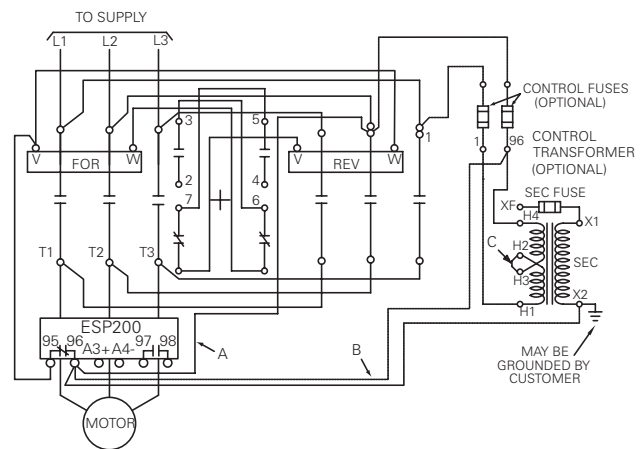 TO SUPPLY
L1 L2 L3
CONTROL FUSES
(OPTIONAL)
3 5 1 1 96
CONTROL
TRANSFORMER
(OPTIONAL)
V W V W
FOR REV
2 4
7 6
SEC FUSE
XF X1
H4
C H2
H3 SEC
H1 X2
T1 T2 T3
ESP200
95 96 A3+ A4- 97 98
A
B
MAY BE
GROUNDED BY
CUSTOMER
MOTOR